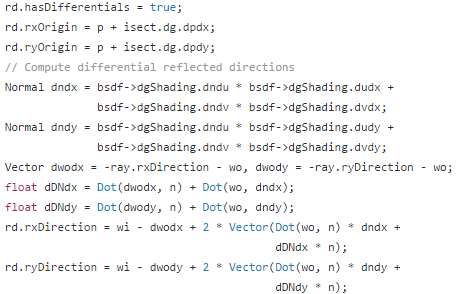 rd.hasDifferentials = true;
rd.rxOrigin = p + isect.dg.dpdx;
rd.ryOrigin = p + isect.dg.dpdy;
// Compute differential reflected directions
Normal dndx = bsdf->dgShading.dndu * bsdf->dgShading.dudx +
              bsdf->dgShading.dndv * bsdf->dgShading.dvdx;
Normal dndy = bsdf->dgShading.dndu * bsdf->dgShading.dudy +
              bsdf->dgShading.dndv * bsdf->dgShading.dvdy;
Vector dwodx = -ray.rxDirection - wo, dwody = -ray.ryDirection - wo;
float dDNdx = Dot(dwodx, n) + Dot(wo, dndx);
float dDNdy = Dot(dwody, n) + Dot(wo, dndy);
rd.rxDirection = wi - dwodx + 2 * Vector(Dot(wo, n) * dndx +
                                         dDNdx * n);
rd.ryDirection = wi - dwody + 2 * Vector(Dot(wo, n) * dndy +
                                         dDNdy * n);